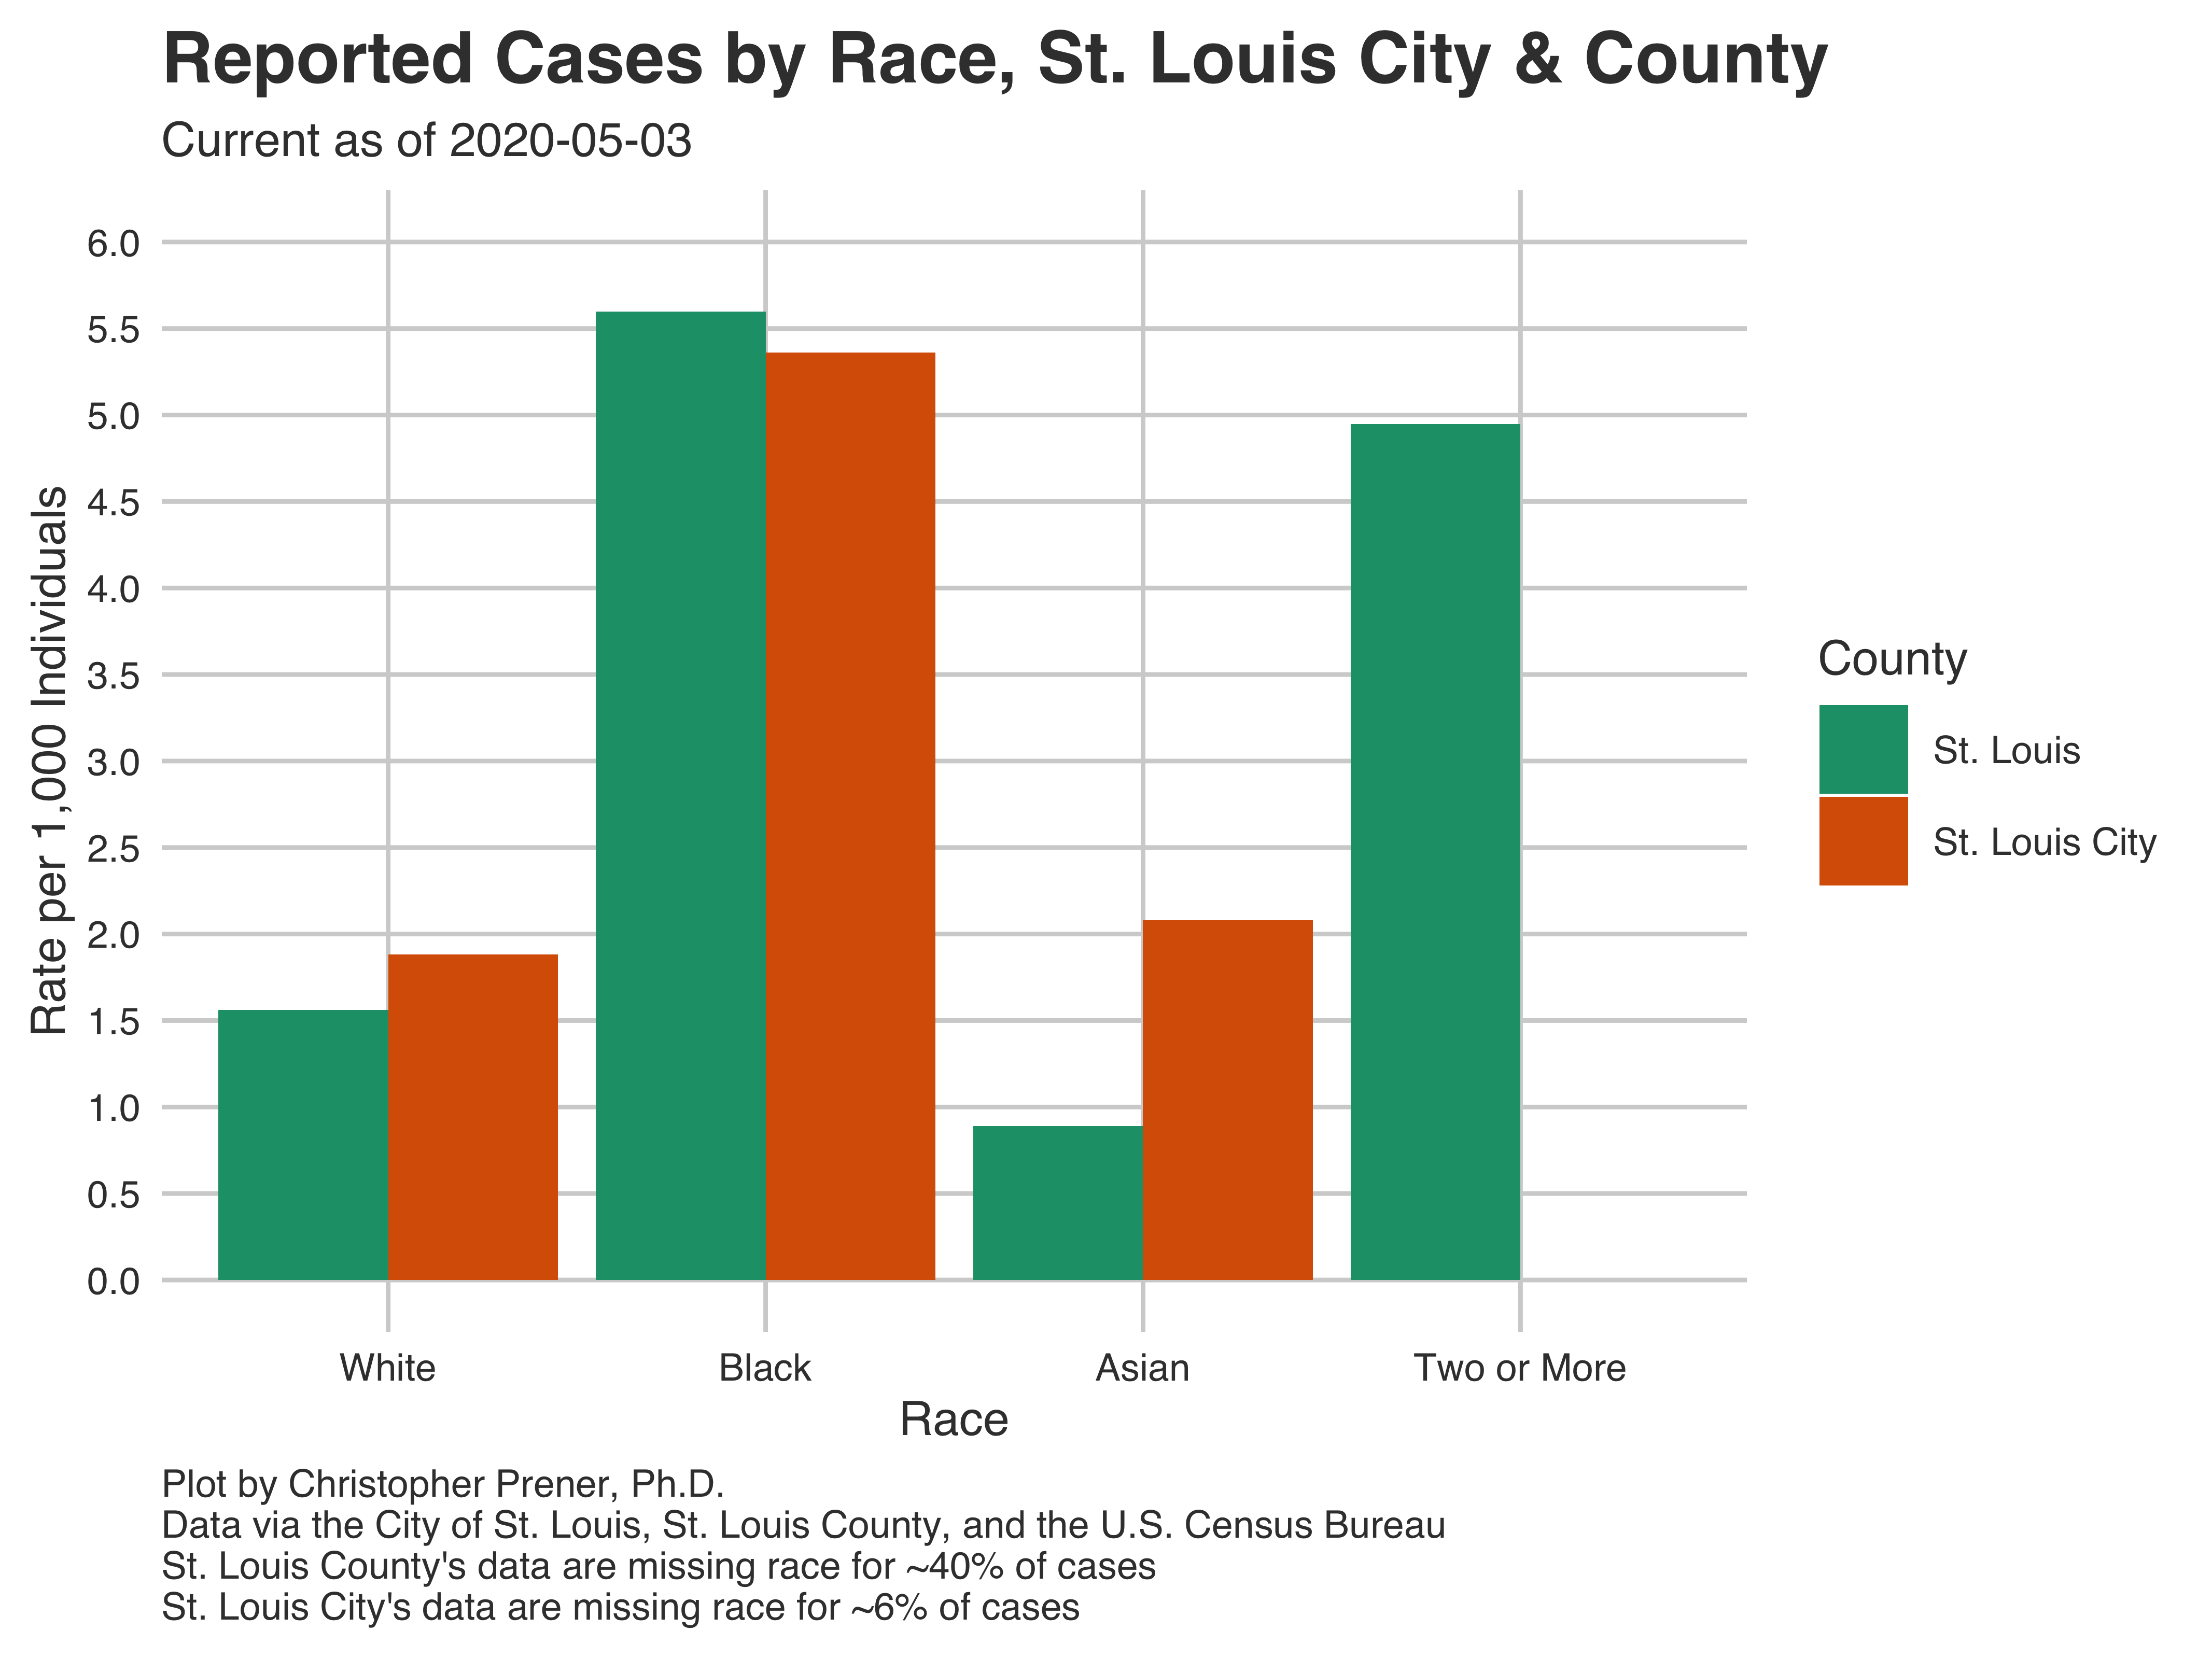 Reported Cases by Race, St. Louis City & County
Current as of 2020-05-03
Rate per 1,000 Individuals
6.0
5.5
5.0
4.5
4.0
3.5
3.0
2.5
2.0
1.5
1.0
0.5
0.0
White
Black
Asian
Two or More
Race
County
St. Louis
St. Louis City
Plot by Christopher Prener, Ph.D.
Data via the City of St. Louis, St. Louis County, and the U.S. Census Bureau
St. Louis County's data are missing race for ~40% of cases
St. Louis City's data are missing race for ~6% of cases